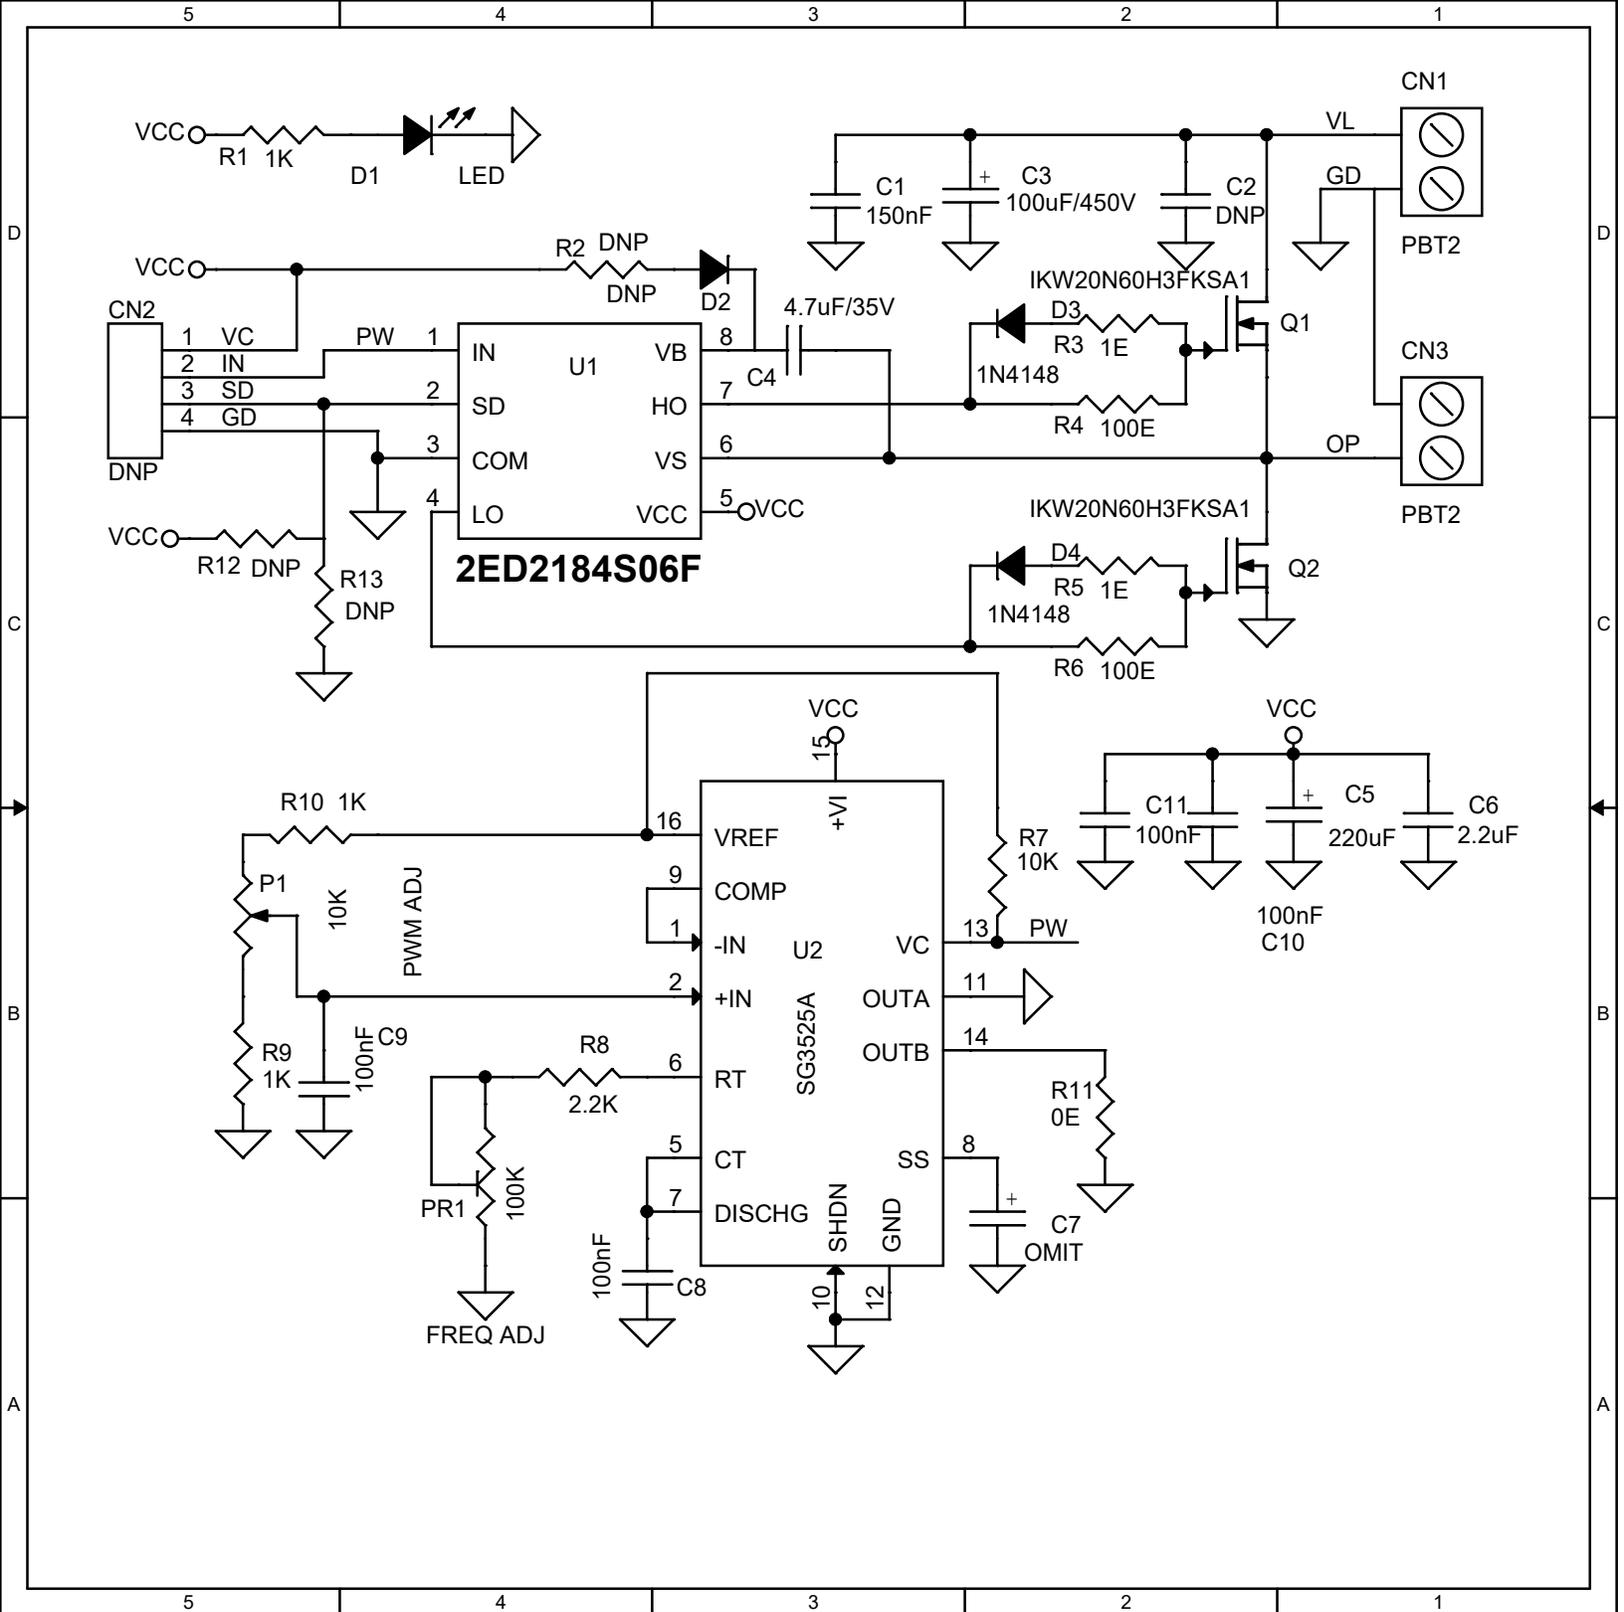 5 4 3 2 1
CN1
VCC R1 1K D1 LED
VL
GD
C1 150nF
+ C3 100uF/450V
C2 DNP
D D
PBT2
VCC R2 DNP DNP D2
IKW20N60H3FKSA1
CN2
4.7uF/35V
D3
R3 1E
Q1
1 VC PW 1 IN U1 VB 8
C4
1N4148
CN3
2 IN
3 SD 2 SD HO 7
4 GD
R4 100E
3 COM VS 6
OP
DNP
4 LO VCC 5 VCC
IKW20N60H3FKSA1
PBT2
VCC R12 DNP
2ED2184S06F
D4
R5 1E
Q2
R13
DNP
1N4148
C C
R6 100E
VCC
VCC
15
+VI
R10 1K
16 VREF
R7
10K
C11
100nF
+ C5
220uF
C6
2.2uF
P1
10K
PWM ADJ
9 COMP
100nF
C10
1 -IN
U2
VC 13 PW
2 +IN
SG3525A
OUTA 11
B B
OUTB 14
R9
1K
100nF
C9
R8
2.2K
6 RT
R11
0E
5 CT
SS 8
PR1
100K
7 DISCHG
SHDN
GND
+
C7
OMIT
100nF
C8
10
12
FREQ ADJ
A A
5 4 3 2 1